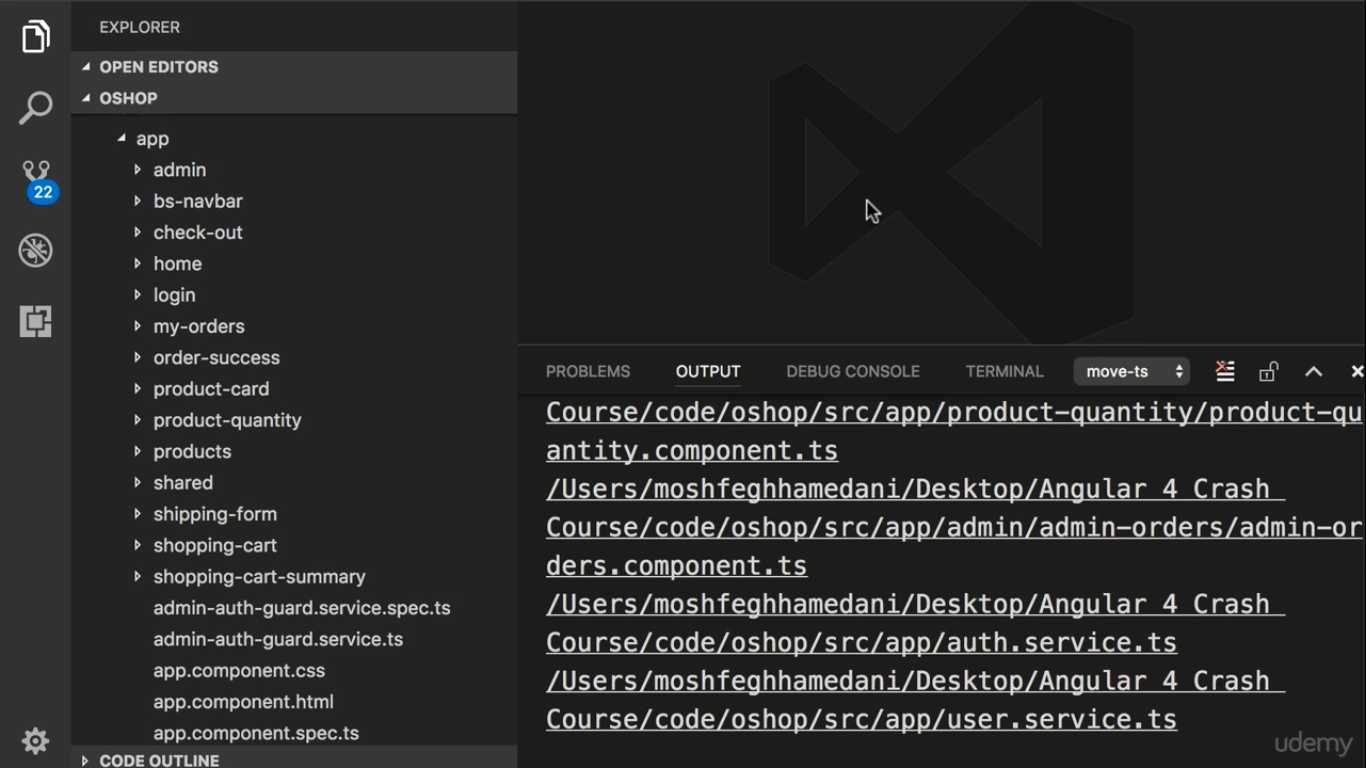 EXPLORER
OPEN EDITORS
OSHOP
app
admin
bs-navbar
check-out
home
login
my-orders
order-success
product-card
product-quantity
products
shared
shipping-form
shopping-cart
shopping-cart-summary
admin-auth-guard.service.spec.ts
admin-auth-guard.service.ts
app.component.css
app.component.html
app.component.spec.ts
CODE OUTLINE
22
PROBLEMS OUTPUT DEBUG CONSOLE TERMINAL move-ts
Course/code/oshop/src/app/product-quantity/product-qu
antity.component.ts
/Users/moshfeghhamedani/Desktop/Angular 4 Crash
Course/code/oshop/src/app/admin/admin-orders/admin-or
ders.component.ts
/Users/moshfeghhamedani/Desktop/Angular 4 Crash
Course/code/oshop/src/app/auth.service.ts
/Users/moshfeghhamedani/Desktop/Angular 4 Crash
Course/code/oshop/src/app/user.service.ts
udemy